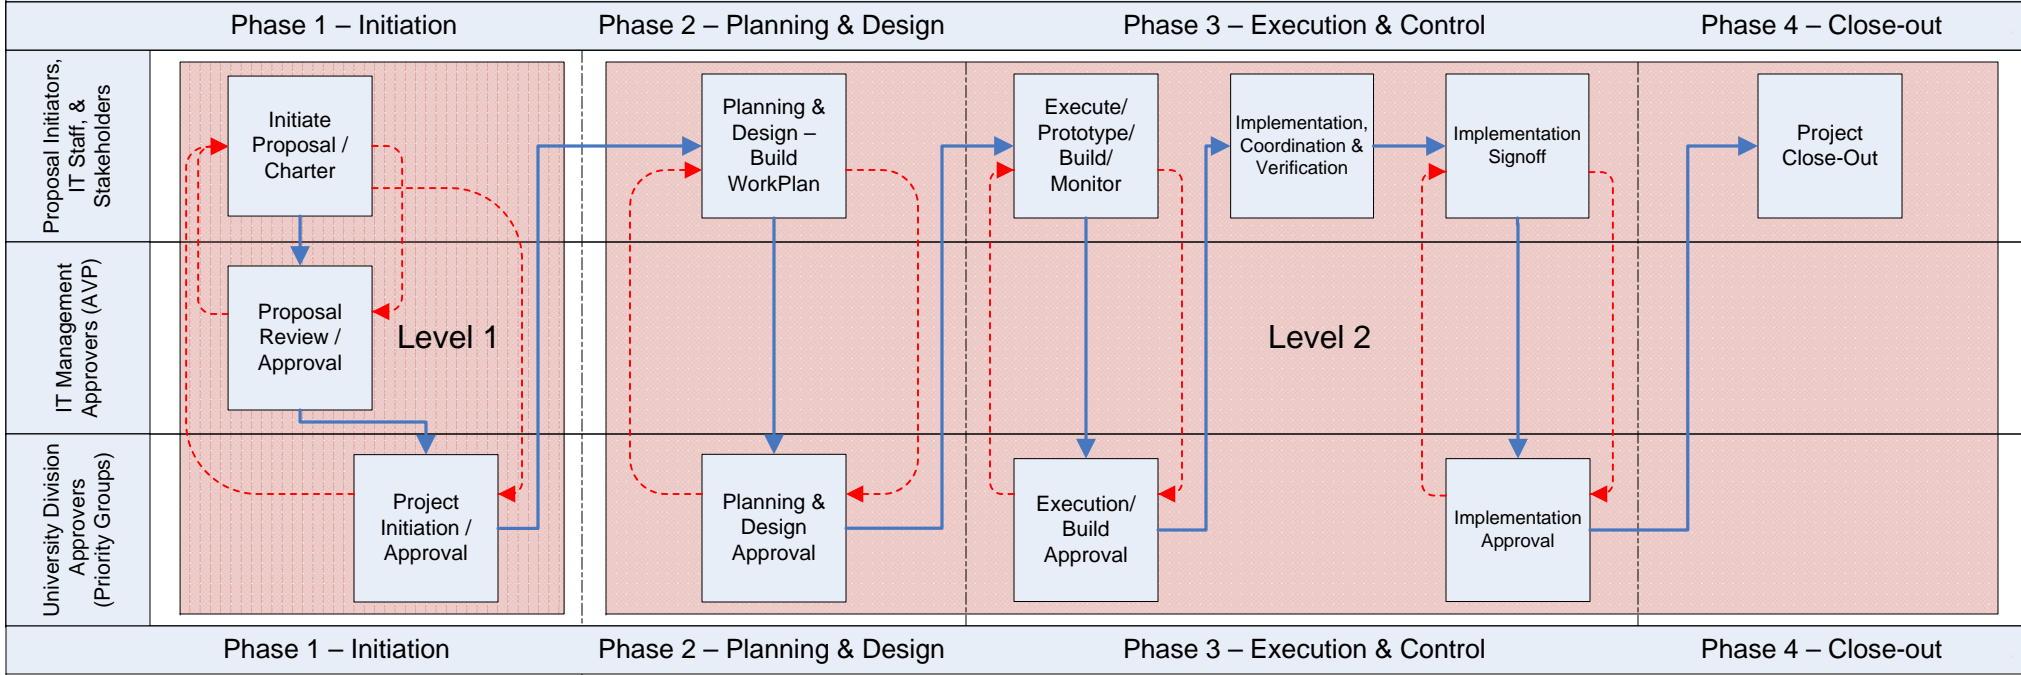 Phase 1 – Initiation
Phase 2 – Planning & Design
Phase 3 – Execution & Control
Phase 4 – Close-out
Proposal Initiators,
IT Staff, &
Stakeholders
Initiate
Proposal /
Charter
Planning &
Design –
Build
WorkPlan
Execute/
Prototype/
Build/
Monitor
Implementation,
Coordination &
Verification
Implementation
Signoff
Project
Close-Out
IT Management
Approvers (AVP)
Proposal
Review /
Approval
Level 1
Level 2
University Division
Approvers
(Priority Groups)
Project
Initiation /
Approval
Planning &
Design
Approval
Execution/
Build
Approval
Implementation
Approval
Phase 1 – Initiation
Phase 2 – Planning & Design
Phase 3 – Execution & Control
Phase 4 – Close-out